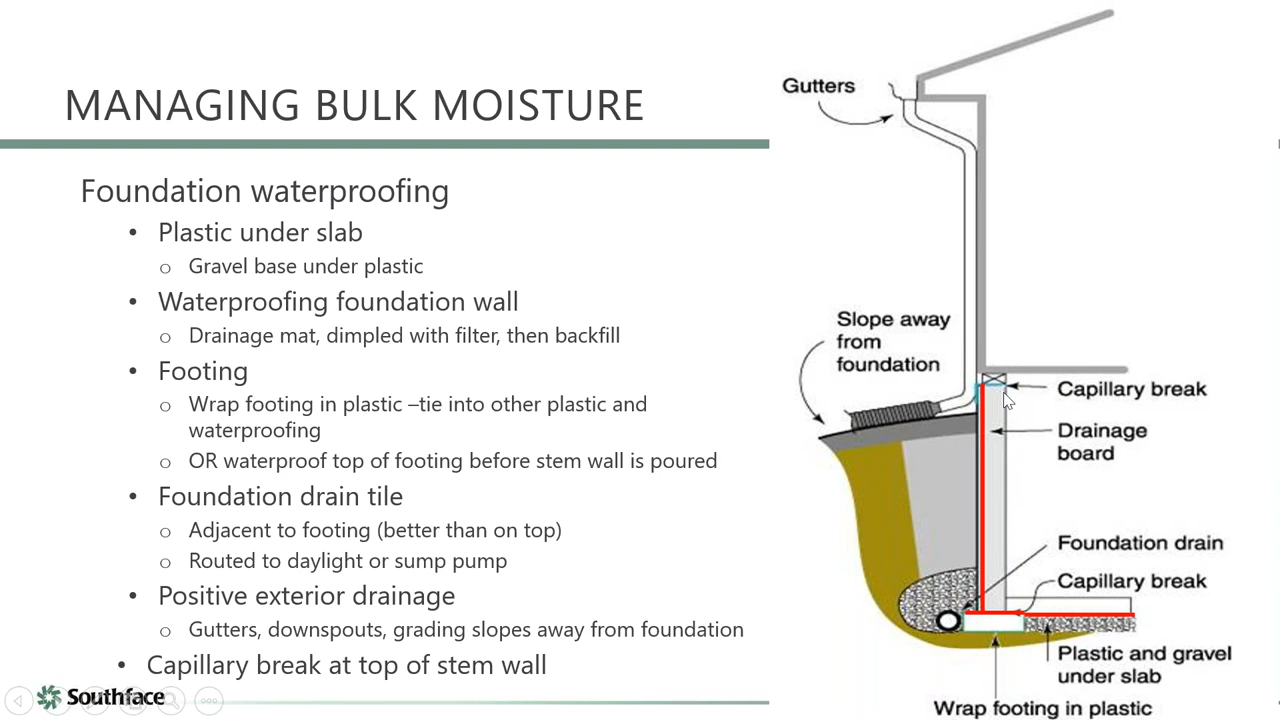 MANAGING BULK MOISTURE
Foundation waterproofing
• Plastic under slab
o Gravel base under plastic
• Waterproofing foundation wall
o Drainage mat, dimpled with filter, then backfill
• Footing
o Wrap footing in plastic –tie into other plastic and
waterproofing
o OR waterproof top of footing before stem wall is poured
• Foundation drain tile
o Adjacent to footing (better than on top)
o Routed to daylight or sump pump
• Positive exterior drainage
o Gutters, downspouts, grading slopes away from foundation
• Capillary break at top of stem wall
Southface
Gutters
Slope away
from
foundation
Capillary break
Drainage
board
Foundation drain
Capillary break
Plastic and gravel
under slab
Wrap footing in plastic